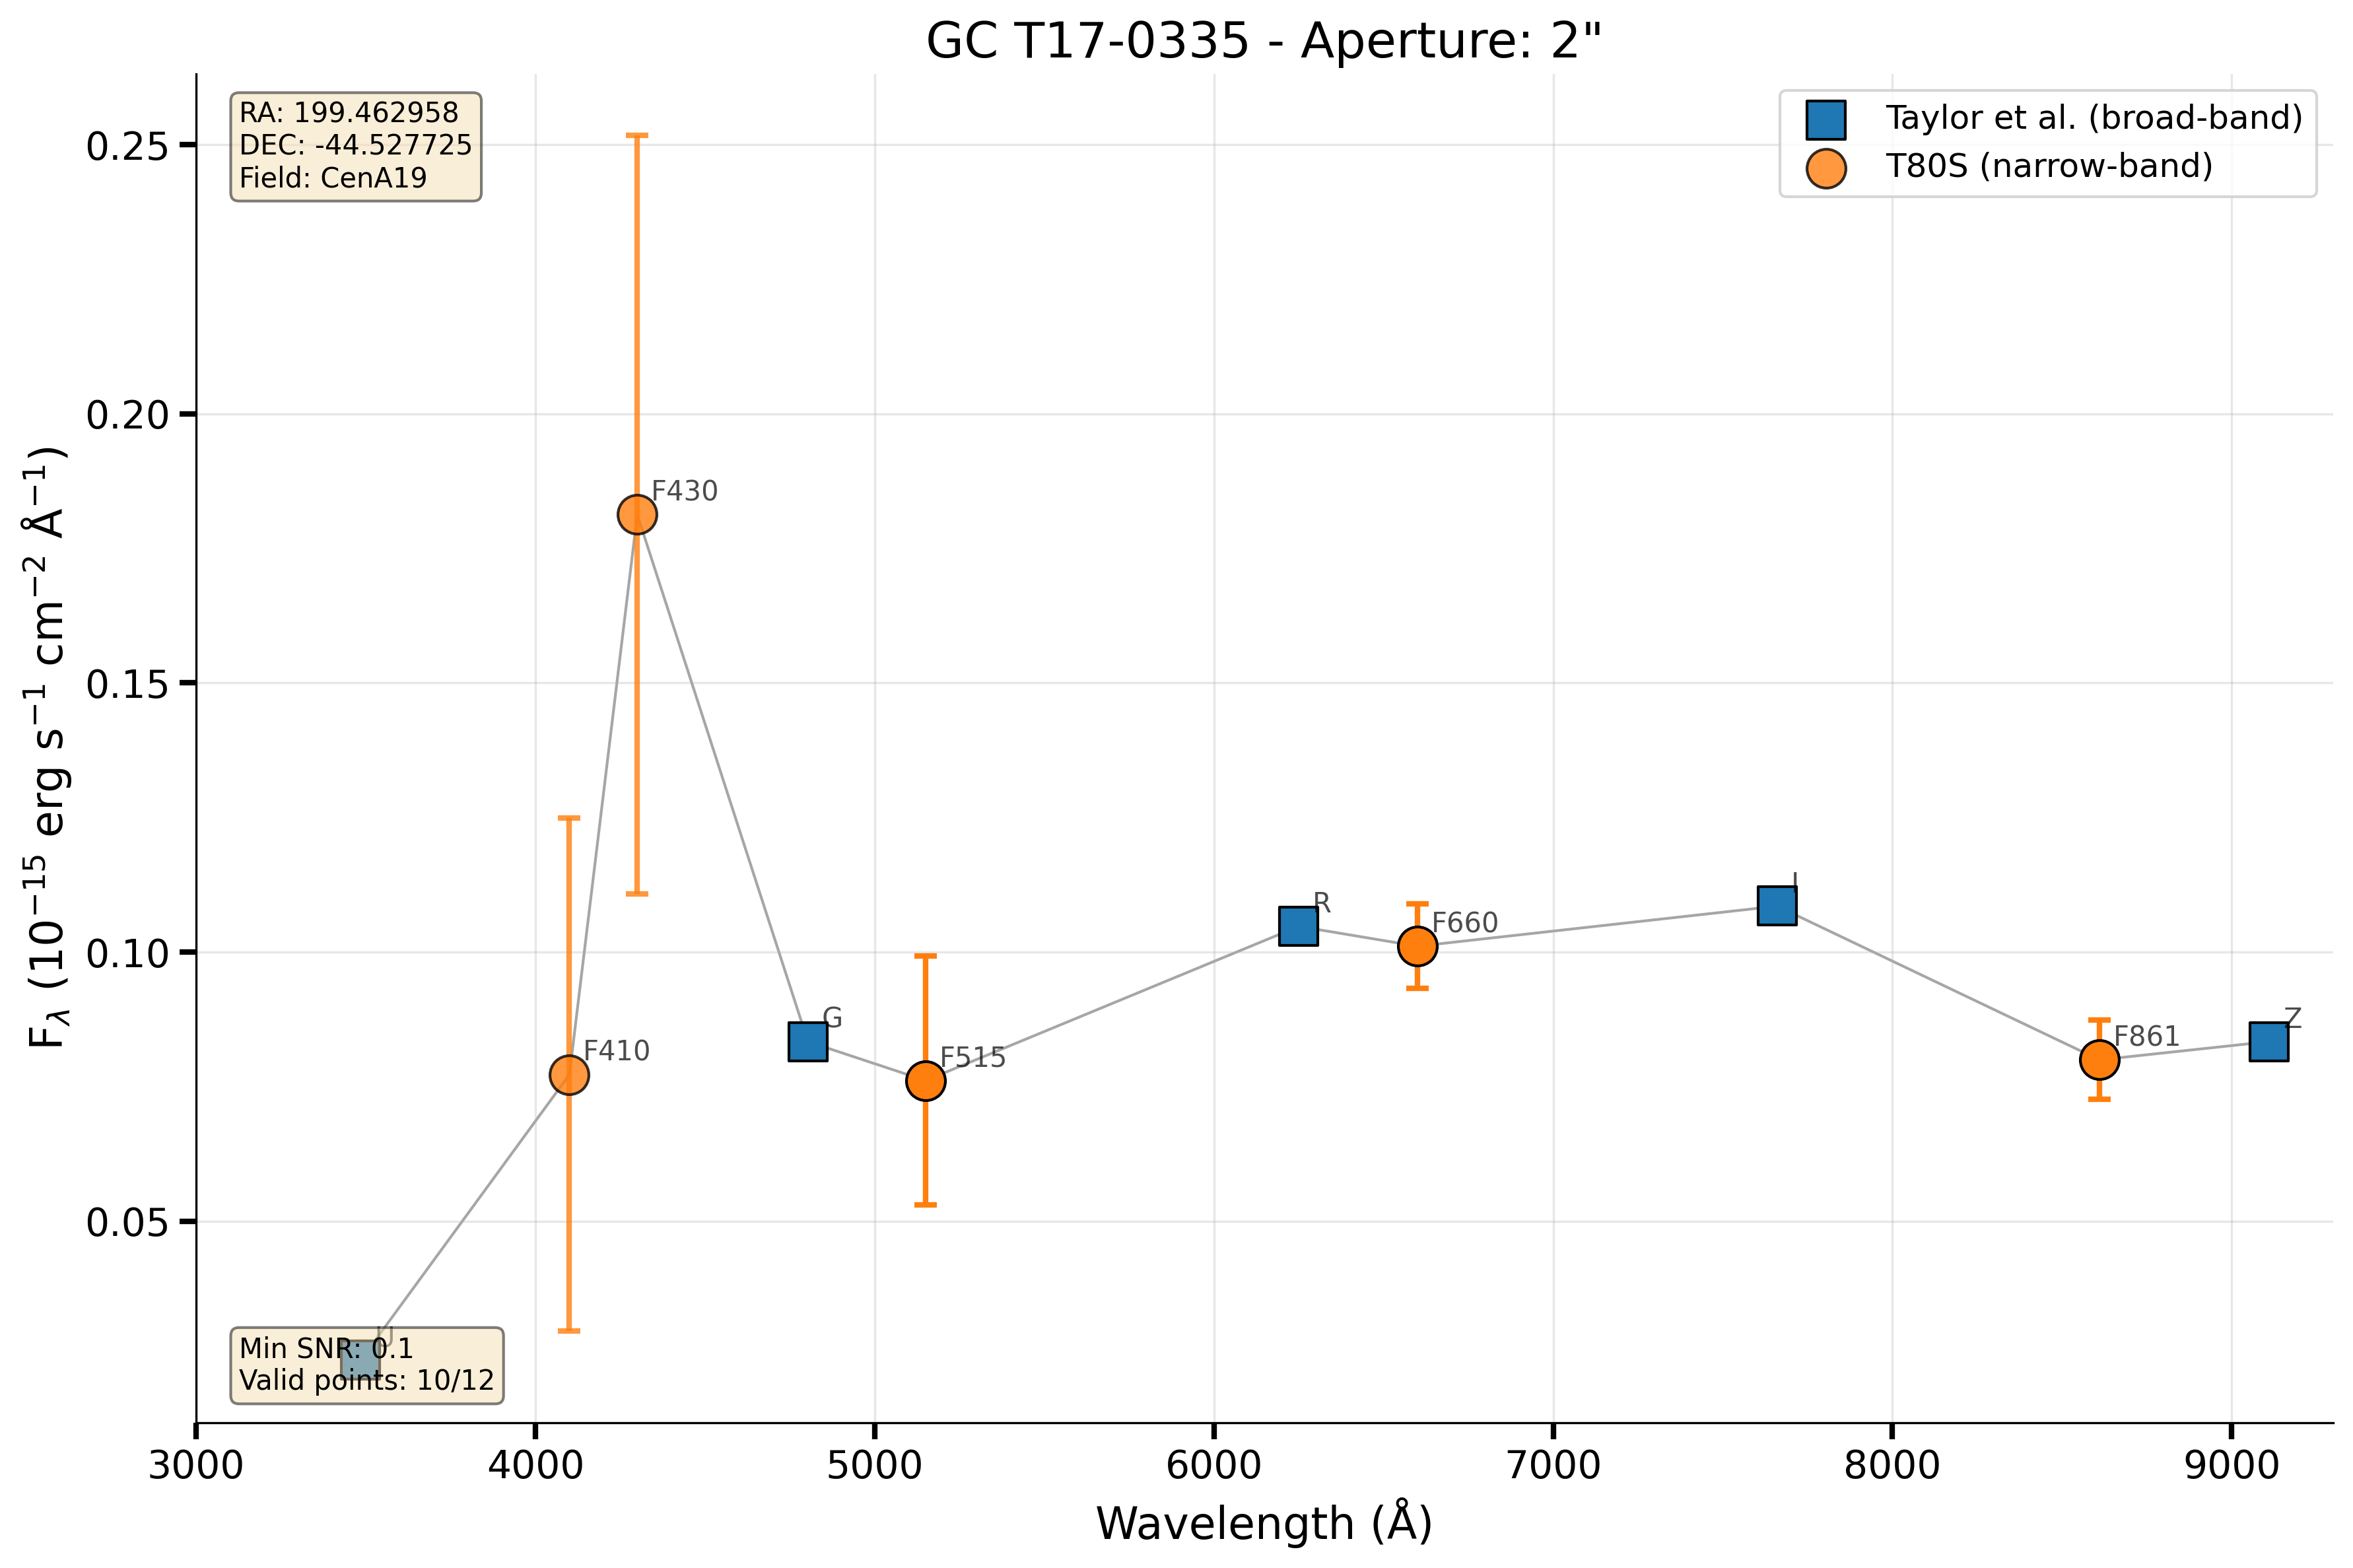 GC T17-0335 - Aperture: 2"
RA: 199.462958
DEC: -44.527725
Field: CenA19
Taylor et al. (broad-band)
T80S (narrow-band)
0.25
0.20
0.15
0.10
0.05
F430
F410
G
F515
R
F660
I
F861
Z
U
Min SNR: 0.1
Valid points: 10/12
3000 4000 5000 6000 7000 8000 9000
Wavelength (Å)
F_λ (10⁻¹⁵ erg s⁻¹ cm⁻² Å⁻¹)